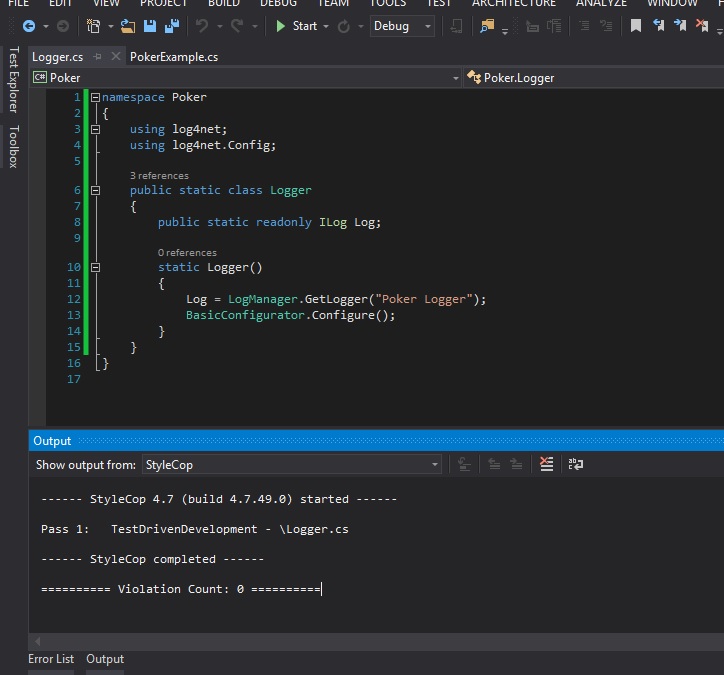 FILE EDIT VIEW PROJECT BUILD DEBUG TEAM TOOLS TEST ARCHITECTURE ANALYZE WINDOW
Start Debug
Test Explorer
Toolbox
Logger.cs PokerExample.cs
C# Poker Poker.Logger
1 namespace Poker
2 {
3 using log4net;
4 using log4net.Config;
5
3 references
6 public static class Logger
7 {
8 public static readonly ILog Log;
9
0 references
10 static Logger()
11 {
12 Log = LogManager.GetLogger("Poker Logger");
13 BasicConfigurator.Configure();
14 }
15 }
16 }
17
Output
Show output from: StyleCop
------ StyleCop 4.7 (build 4.7.49.0) started ------
Pass 1: TestDrivenDevelopment - \Logger.cs
------ StyleCop completed ------
========== Violation Count: 0 ==========
Error List Output